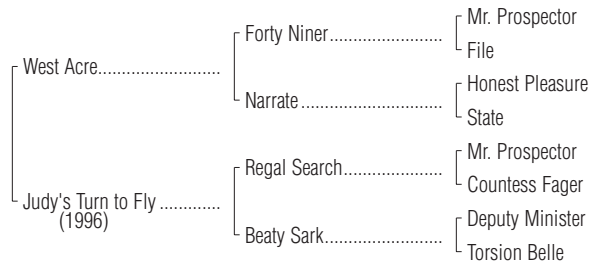 Mr. Prospector
Forty Niner........................
File
West Acre..........................
Honest Pleasure
Narrate ..............................
State
Mr. Prospector
Regal Search.....................
Countess Fager
Judy's Turn to Fly .............
(1996)
Deputy Minister
Beaty Sark.........................
Torsion Belle